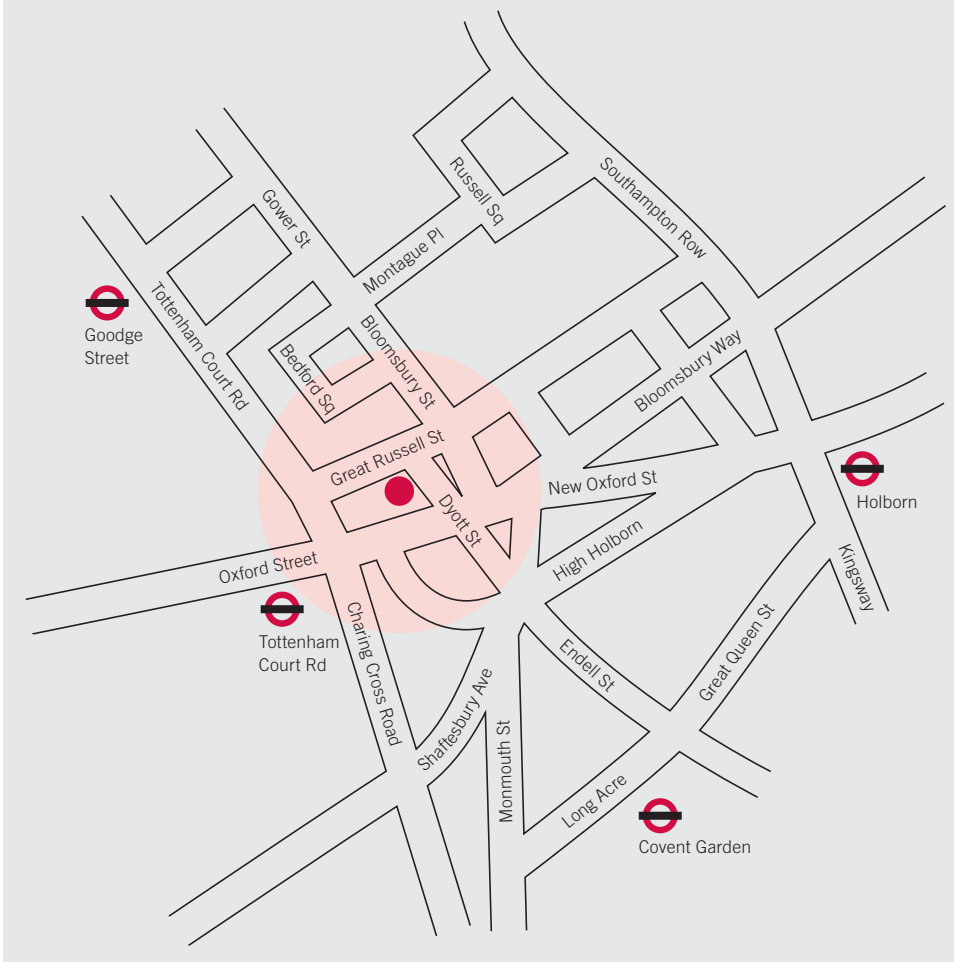 Southampton Row
Russell Sq
Gower St
Montague Pl
Tottenham Court Rd
Goodge
Street
Bloomsbury St
Bedford Sq
Bloomsbury Way
Great Russell St
New Oxford St
Holborn
Dyott St
High Holborn
Oxford Street
Kingsway
Tottenham
Court Rd
Charing Cross Road
Endell St
Great Queen St
Shaftesbury Ave
Monmouth St
Long Acre
Covent Garden